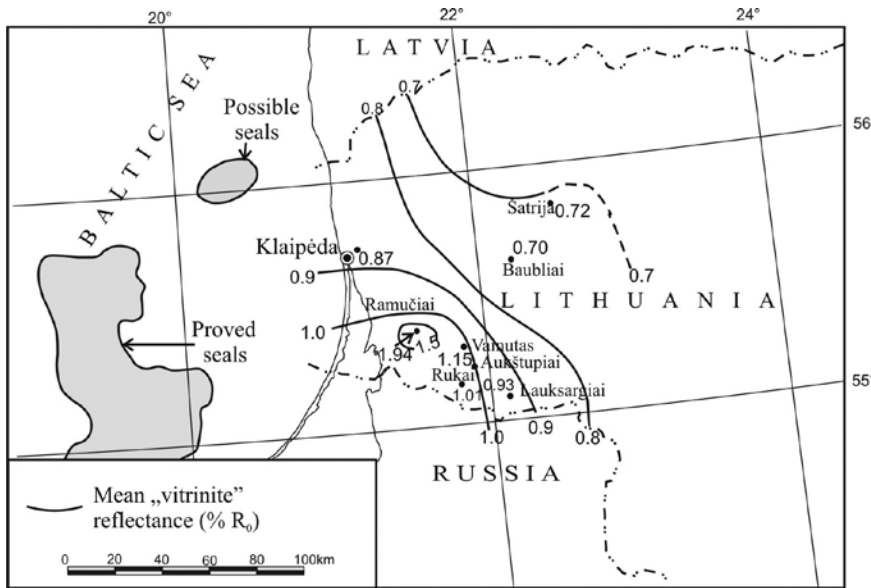 20°
22°
24°
LATVIA
BALTIC SEA
Possible
seals
0.8
0.7
56°
Šatrija
0.72
0.70
Baubliai
0.7
Klaipėda
0.87
0.9
LITHUANIA
Ramučiai
1.0
1.5
1.94
Proved
seals
Vainutas
1.15
Aukštupiai
Rukai
0.93
1.01
Lauksargiai
55°
1.0
0.9
0.8
RUSSIA
Mean „vitrinite”
reflectance (% R₀)
0 20 40 60 80 100km